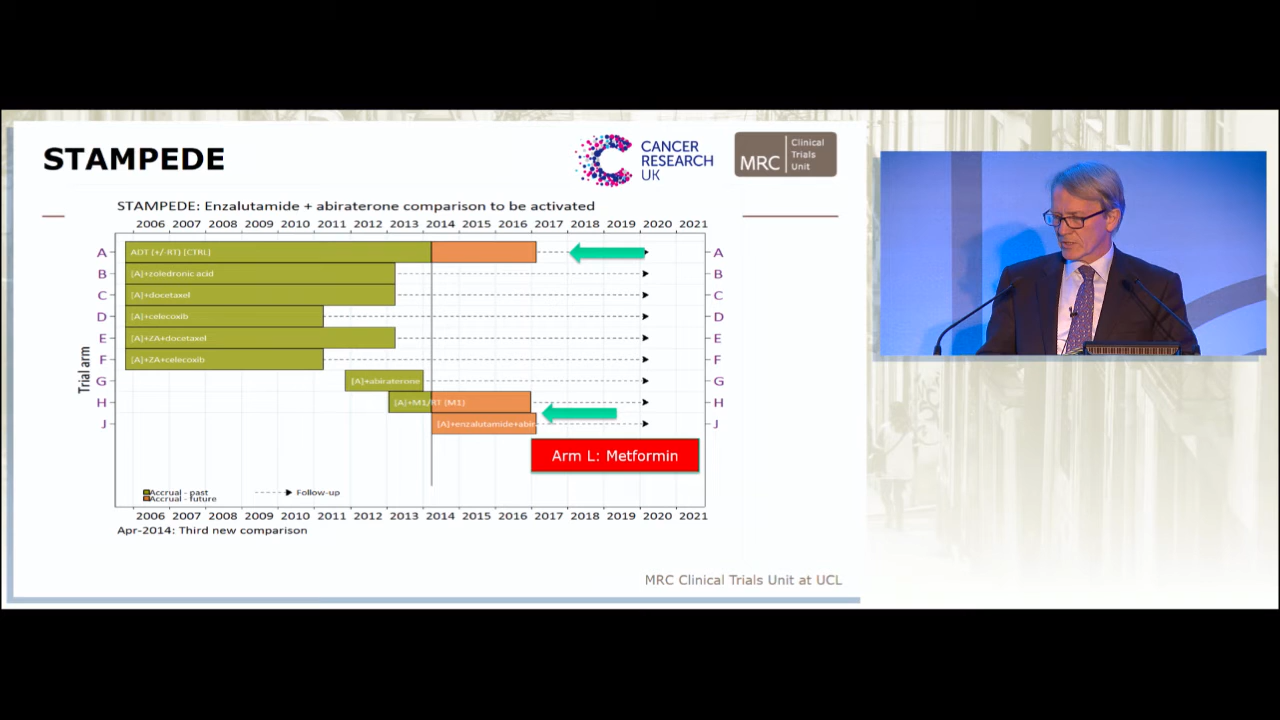 STAMPEDE
CANCER
RESEARCH
UK
MRC
Clinical
Trials
Unit
STAMPEDE: Enzalutamide + abiraterone comparison to be activated
2006 2007 2008 2009 2010 2011 2012 2013 2014 2015 2016 2017 2018 2019 2020 2021
A ADT (+/-RT) [CTRL] A
B [A]+zoledronic acid B
C [A]+docetaxel C
D [A]+celecoxib D
E [A]+ZA+docetaxel E
F [A]+ZA+celecoxib F
G [A]+abiraterone G
H [A]+M1/RT (M1) H
J [A]+enzalutamide+abir J
Trial arm
Arm L: Metformin
Accrual - past
Accrual - future
Follow-up
2006 2007 2008 2009 2010 2011 2012 2013 2014 2015 2016 2017 2018 2019 2020 2021
Apr-2014: Third new comparison
MRC Clinical Trials Unit at UCL